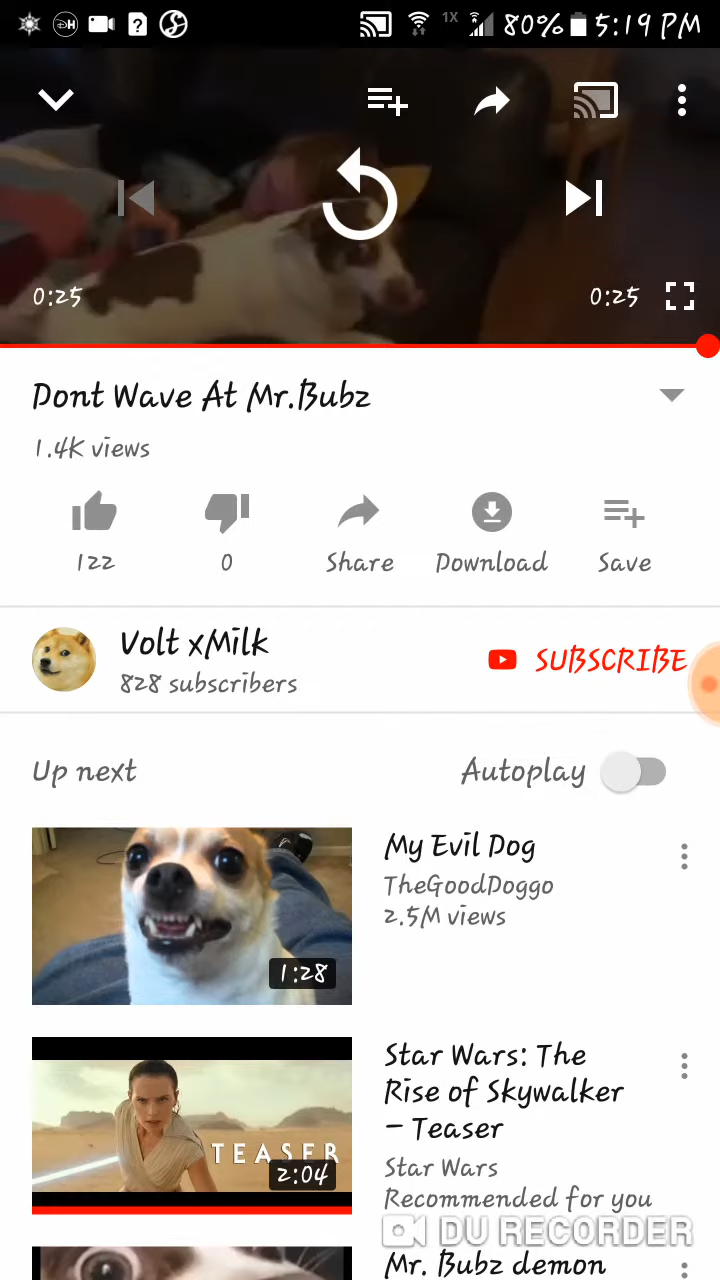 1X 80% 5:19 PM
0:25 0:25
Dont Wave At Mr.Bubz
1.4K views
122 0 Share Download Save
Volt xMilk
828 subscribers
SUBSCRIBE
Up next Autoplay
My Evil Dog
TheGoodDoggo
2.5M views
1:28
Star Wars: The
Rise of Skywalker
– Teaser
Star Wars
Recommended for you
TEASER
2:04
DU RECORDER
Mr. Bubz demon